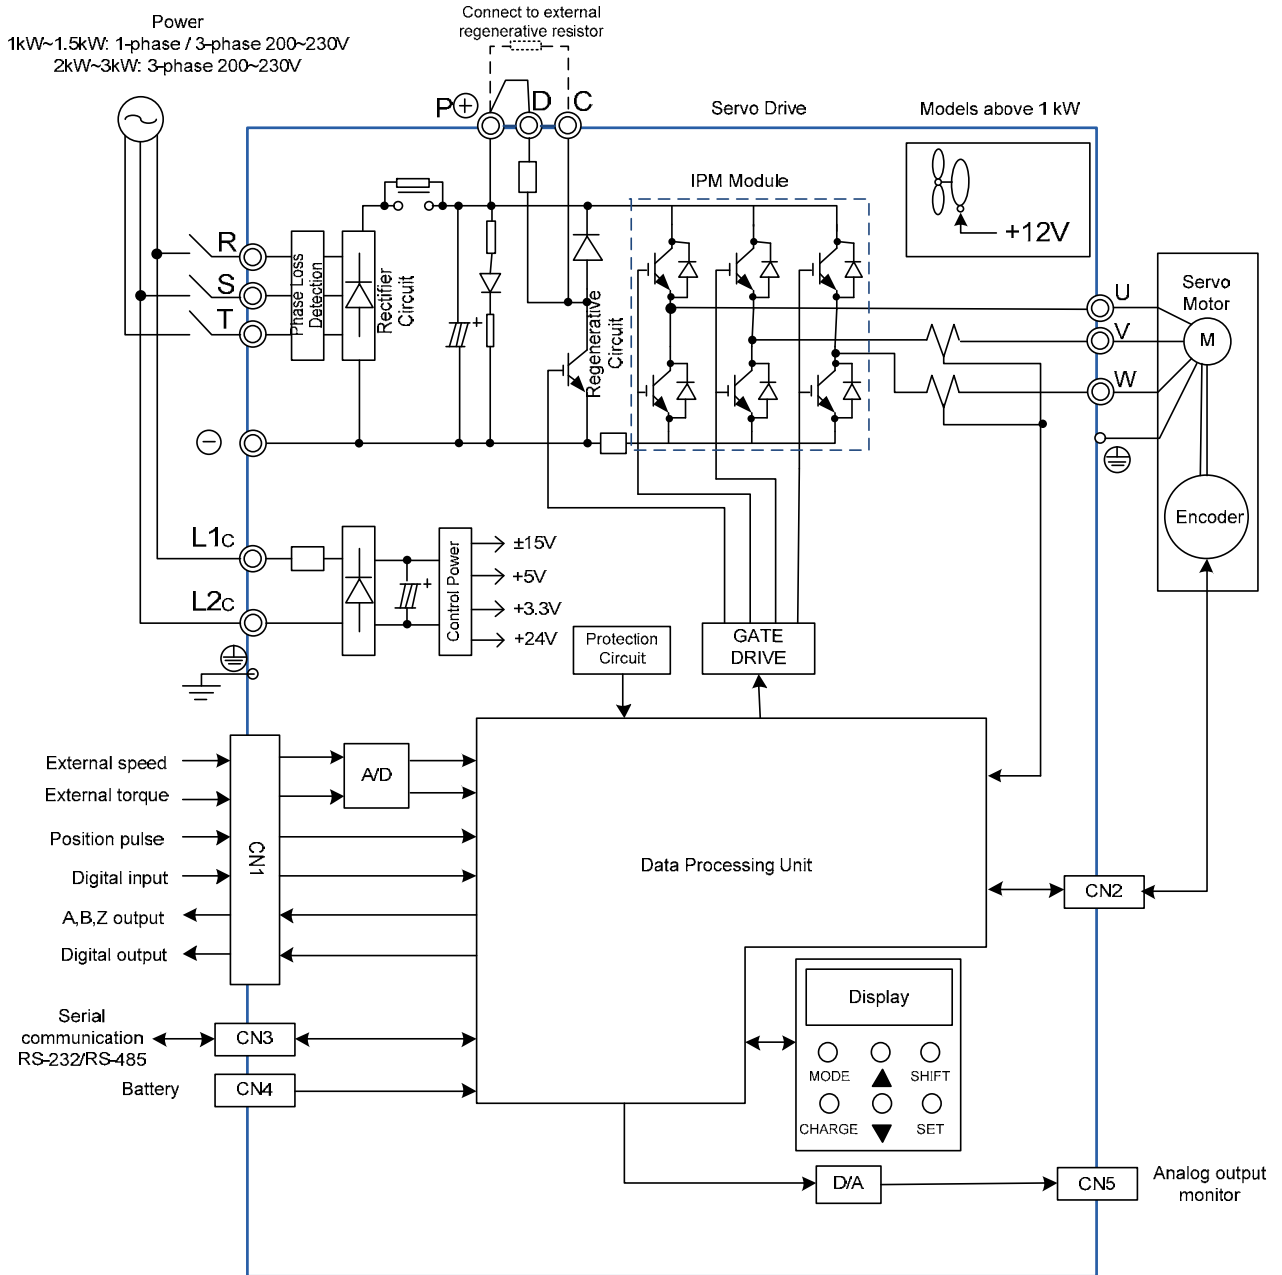 Power
1kW~1.5kW: 1-phase / 3-phase 200~230V
2kW~3kW: 3-phase 200~230V
Connect to external
regenerative resistor
P⊕
D
C
Servo Drive
Models above 1 kW
+12V
IPM Module
R
S
T
Phase Loss
Detection
Rectifier
Circuit
+
Regenerative
Circuit
U
V
W
Servo
Motor
M
Encoder
L1c
L2c
+
Control Power
±15V
+5V
+3.3V
+24V
Protection
Circuit
GATE
DRIVE
External speed
External torque
Position pulse
Digital input
A,B,Z output
Digital output
CN1
A/D
Data Processing Unit
CN2
Serial
communication
RS-232/RS-485
CN3
Battery
CN4
Display
MODE
▲
SHIFT
CHARGE
▼
SET
D/A
CN5
Analog output
monitor